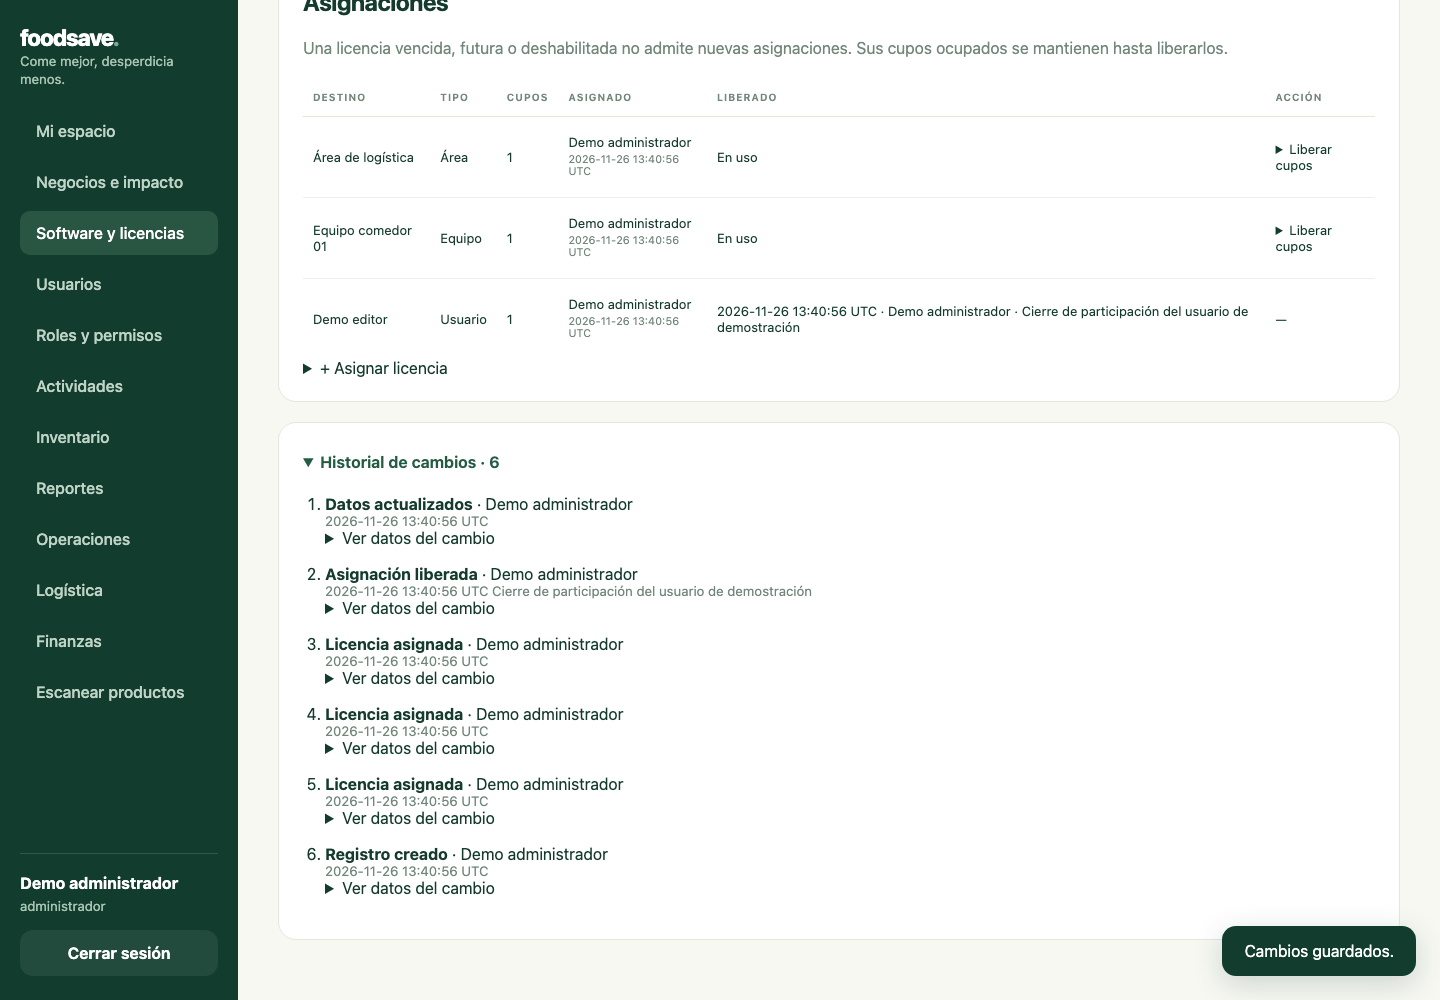 foodsave.
Come mejor, desperdicia
menos.
Mi espacio
Negocios e impacto
Software y licencias
Usuarios
Roles y permisos
Actividades
Inventario
Reportes
Operaciones
Logística
Finanzas
Escanear productos
Demo administrador
administrador
Cerrar sesión
Asignaciones
Una licencia vencida, futura o deshabilitada no admite nuevas asignaciones. Sus cupos ocupados se mantienen hasta liberarlos.
DESTINO TIPO CUPOS ASIGNADO LIBERADO ACCIÓN
Área de logística Área 1 Demo administrador 2026-11-26 13:40:56 UTC En uso ▶ Liberar cupos
Equipo comedor 01 Equipo 1 Demo administrador 2026-11-26 13:40:56 UTC En uso ▶ Liberar cupos
Demo editor Usuario 1 Demo administrador 2026-11-26 13:40:56 UTC 2026-11-26 13:40:56 UTC · Demo administrador · Cierre de participación del usuario de demostración —
▶ + Asignar licencia
▼ Historial de cambios · 6
1. Datos actualizados · Demo administrador
2026-11-26 13:40:56 UTC
▶ Ver datos del cambio
2. Asignación liberada · Demo administrador
2026-11-26 13:40:56 UTC Cierre de participación del usuario de demostración
▶ Ver datos del cambio
3. Licencia asignada · Demo administrador
2026-11-26 13:40:56 UTC
▶ Ver datos del cambio
4. Licencia asignada · Demo administrador
2026-11-26 13:40:56 UTC
▶ Ver datos del cambio
5. Licencia asignada · Demo administrador
2026-11-26 13:40:56 UTC
▶ Ver datos del cambio
6. Registro creado · Demo administrador
2026-11-26 13:40:56 UTC
▶ Ver datos del cambio
Cambios guardados.